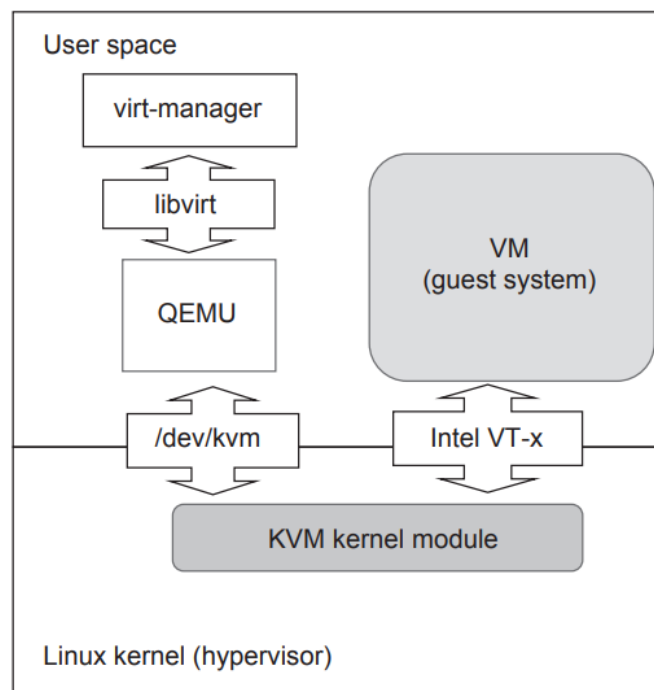 User space
virt-manager
libvirt
VM
(guest system)
QEMU
/dev/kvm
Intel VT-x
KVM kernel module
Linux kernel (hypervisor)